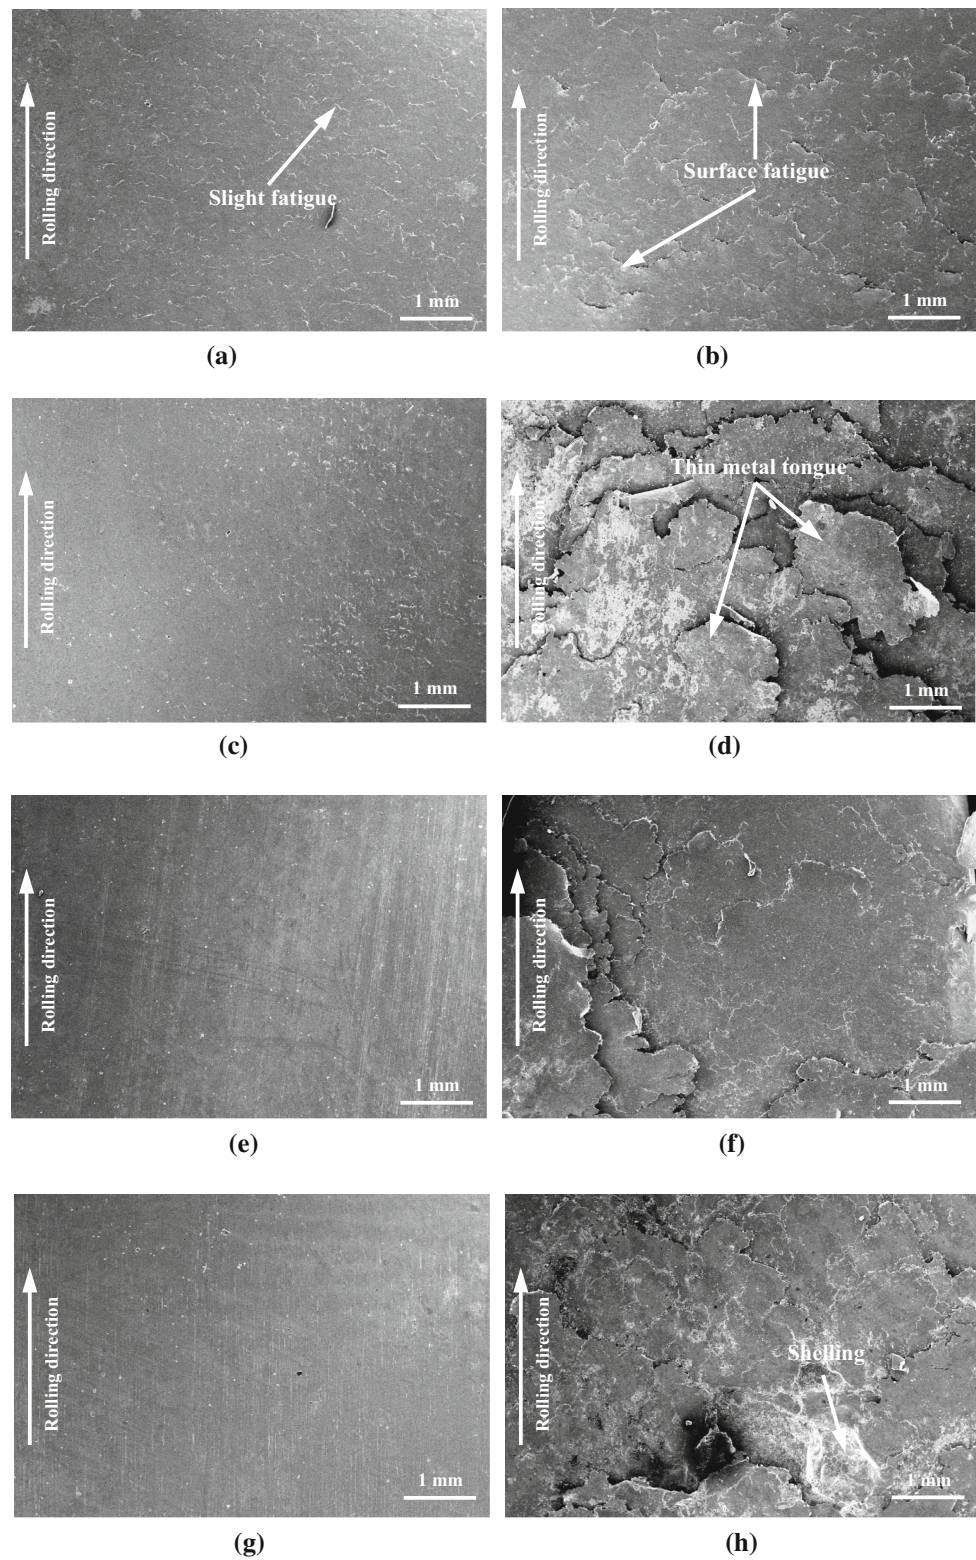 Rolling direction
Slight fatigue
1 mm
(a)
Rolling direction
Surface fatigue
1 mm
(b)
Rolling direction
1 mm
(c)
Rolling direction
Thin metal tongue
1 mm
(d)
Rolling direction
1 mm
(e)
Rolling direction
1 mm
(f)
Rolling direction
1 mm
(g)
Rolling direction
Shelling
1 mm
(h)